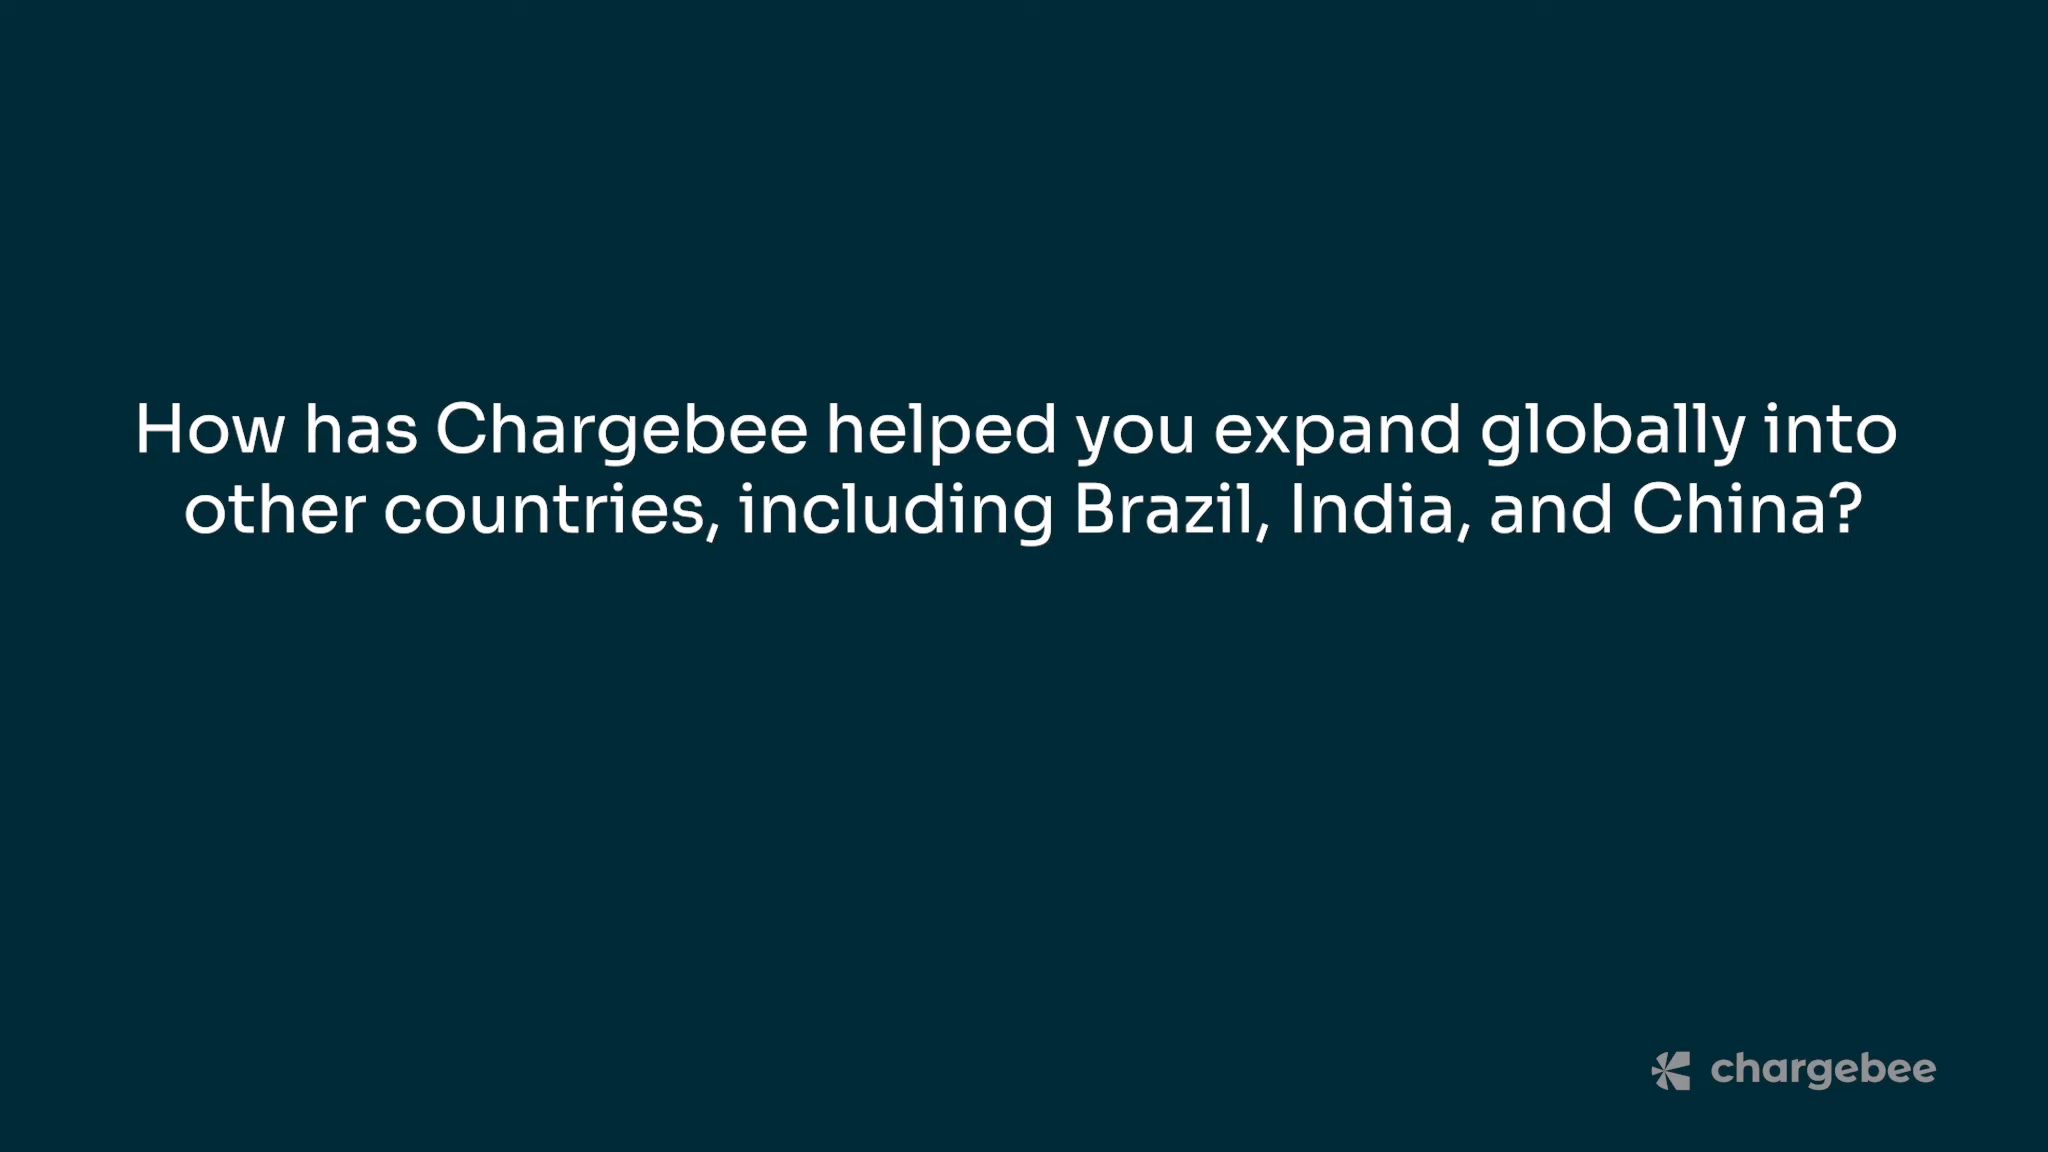 How has Chargebee helped you expand globally into
other countries, including Brazil, India, and China?
chargebee